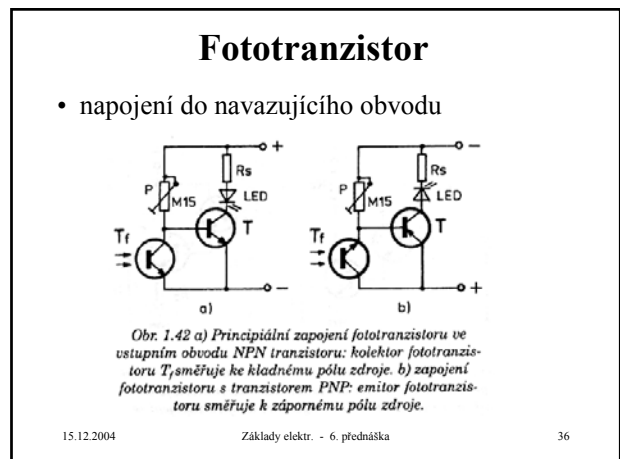 Fototranzistor
• napojení do navazujícího obvodu
+ −
Rs Rs
P P
LED LED
M15 M15
T T
Tf Tf
− +
a) b)
Obr. 1.42 a) Principiální zapojení fototranzistoru ve
vstupním obvodu NPN tranzistoru: kolektor fototranzis-
toru Tf směřuje ke kladnému pólu zdroje. b) zapojení
fototranzistoru s tranzistorem PNP: emitor fototranzis-
toru směřuje k zápornému pólu zdroje.
15.12.2004 Základy elektr. - 6. přednáška 36